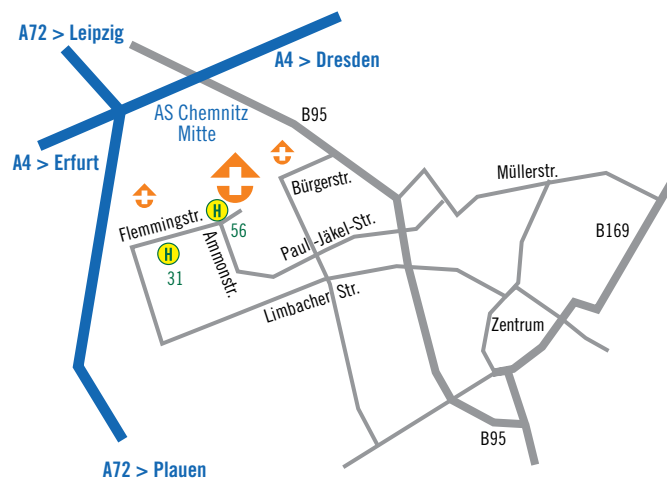 A72 > Leipzig
A4 > Dresden
AS Chemnitz
Mitte
B95
A4 > Erfurt
Bürgerstr.
Müllerstr.
Flemmingstr.
H
56
Paul-Jäkel-Str.
B169
H
31
Ammonstr.
Limbacher Str.
Zentrum
B95
A72 > Plauen